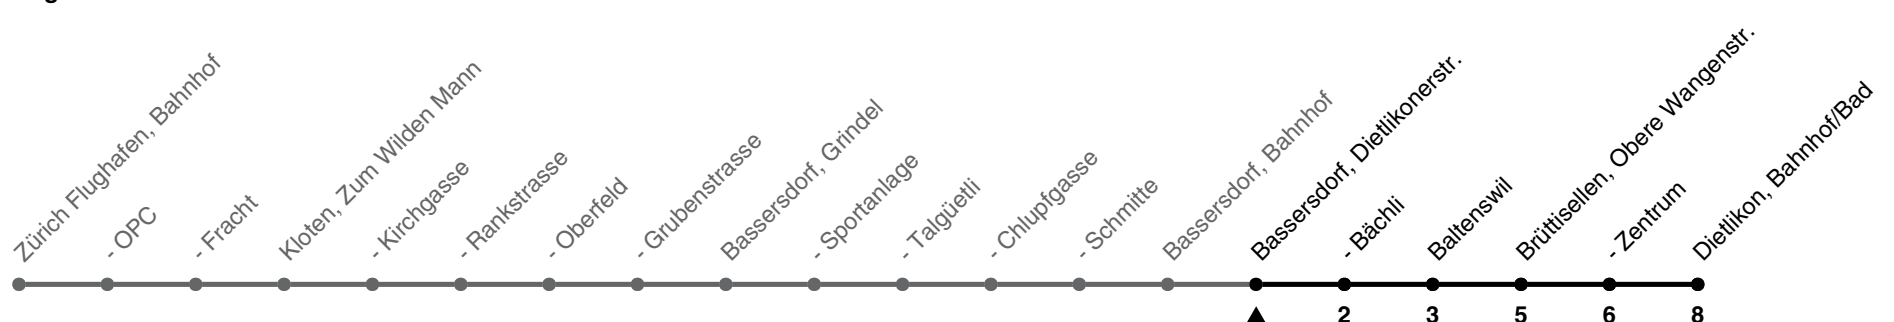 Zürich Flughafen, Bahnhof
- OPC
- Fracht
Kloten, Zum Wilden Mann
- Kirchgasse
- Rankstrasse
- Oberfeld
- Grubenstrasse
Bassersdorf, Grindel
- Sportanlage
- Talgüetli
- Chlupfgasse
- Schmitte
Bassersdorf, Bahnhof
Bassersdorf, Dietlikonerstr.
- Bächli
Baltenswil
Brüttisellen, Obere Wangenstr.
- Zentrum
Dietlikon, Bahnhof/Bad
2 3 5 6 8